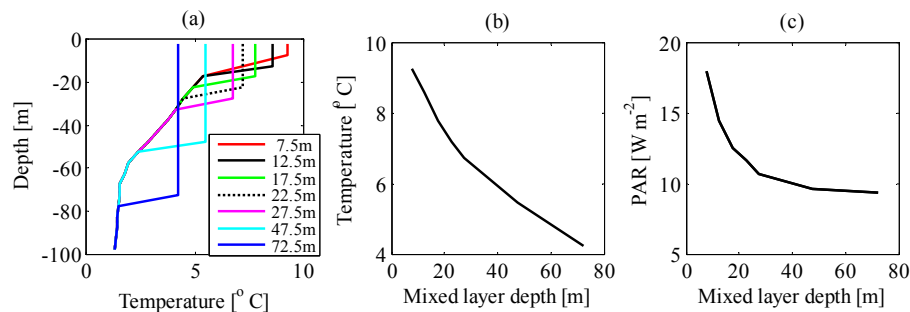 (a)
Depth [m]
0
-20
-40
-60
-80
-100
0
5
10
Temperature [° C]
7.5m
12.5m
17.5m
22.5m
27.5m
47.5m
72.5m
(b)
Temperature [° C]
10
8
6
4
0
20
40
60
80
Mixed layer depth [m]
(c)
PAR [W m-2]
20
15
10
5
0
20
40
60
80
Mixed layer depth [m]